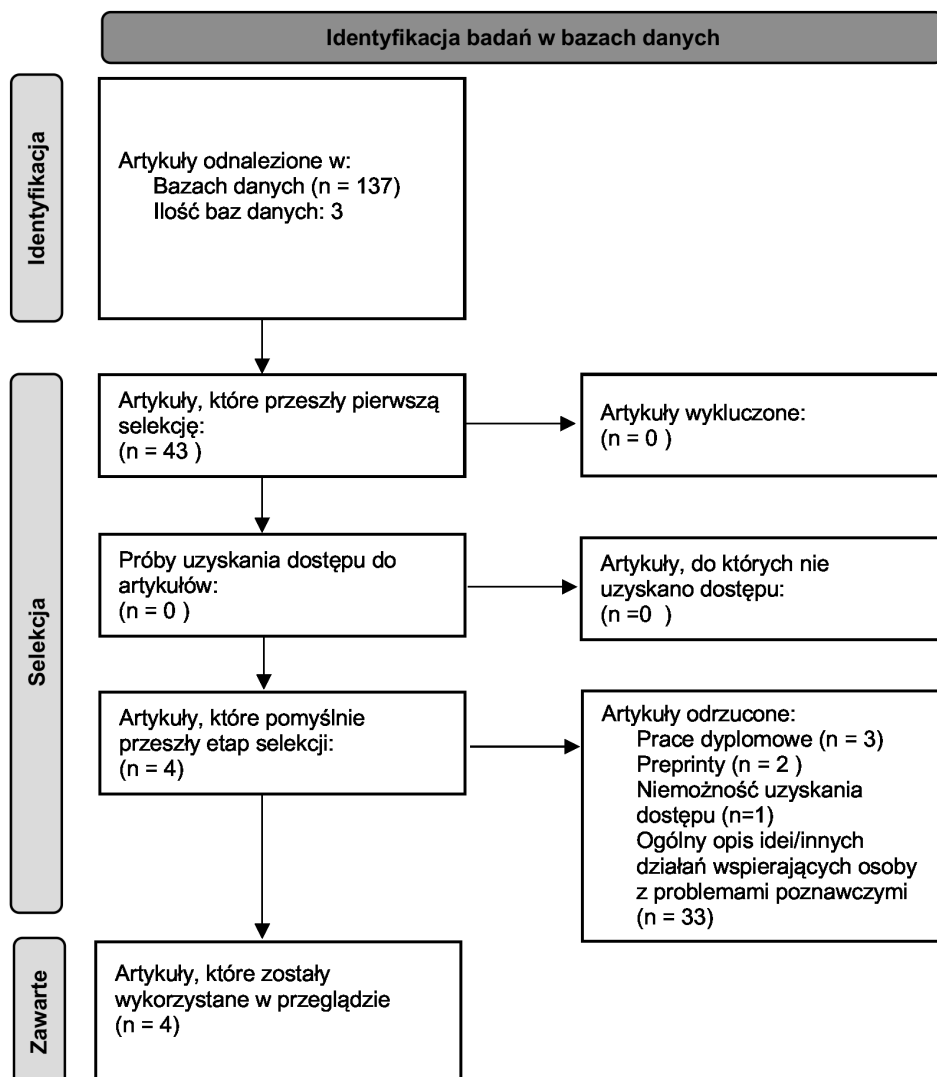 Identyfikacja badań w bazach danych
Identyfikacja
Artykuły odnalezione w:
Bazach danych (n = 137)
Ilość baz danych: 3
Selekcja
Artykuły, które przeszły pierwszą
selekcję:
(n = 43 )
Artykuły wykluczone:
(n = 0 )
Próby uzyskania dostępu do
artykułów:
(n = 0 )
Artykuły, do których nie
uzyskano dostępu:
(n =0 )
Artykuły, które pomyślnie
przeszły etap selekcji:
(n = 4)
Artykuły odrzucone:
Prace dyplomowe (n = 3)
Preprinty (n = 2 )
Niemożność uzyskania
dostępu (n=1)
Ogólny opis idei/innych
działań wspierających osoby
z problemami poznawczymi
(n = 33)
Zawarte
Artykuły, które zostały
wykorzystane w przeglądzie
(n = 4)